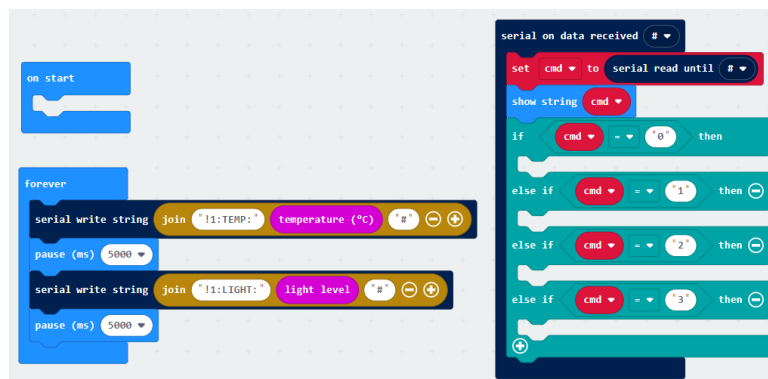 on start
forever
serial write string join "!1:TEMP:" temperature (ºC) "#"
pause (ms) 5000
serial write string join "!1:LIGHT:" light level "#"
pause (ms) 5000
serial on data received #
set cmd to serial read until #
show string cmd
if cmd = "0" then
else if cmd = "1" then
else if cmd = "2" then
else if cmd = "3" then